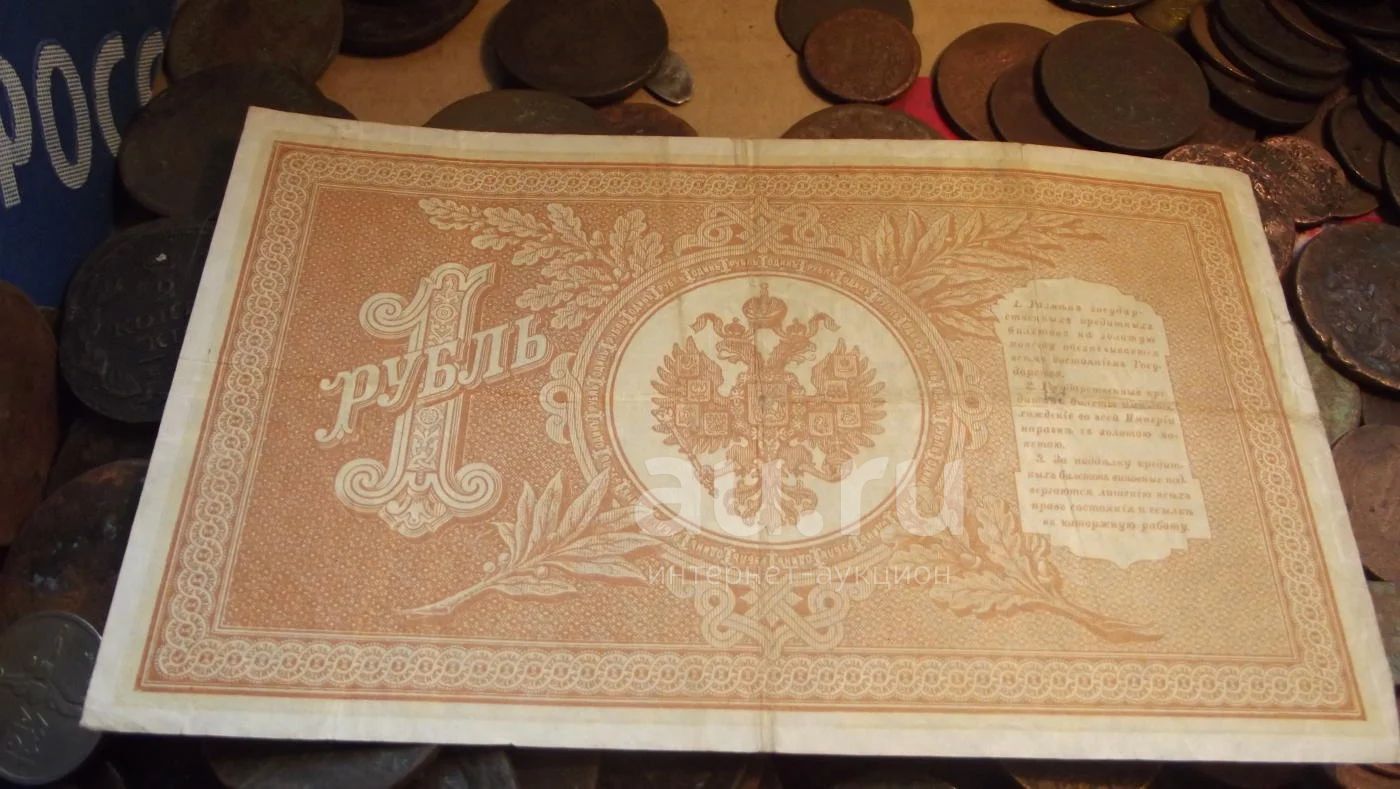 РОСС
1
РУБЛЬ
1. Размѣнъ государ-
ственныхъ кредитныхъ
билетовъ на золотую
монету обезпечивается
всѣмъ достояніемъ Госу-
дарства.
2. Государственные кре-
дитные билеты имѣютъ
хожденіе во всей Имперіи
наравнѣ съ золотою мо-
нетою.
3. За поддѣлку кредит-
ныхъ билетовъ виновные под-
вергаются лишенію всѣхъ
правъ состоянія и ссылкѣ
въ каторжную работу.
au.ru
интернет-аукцион